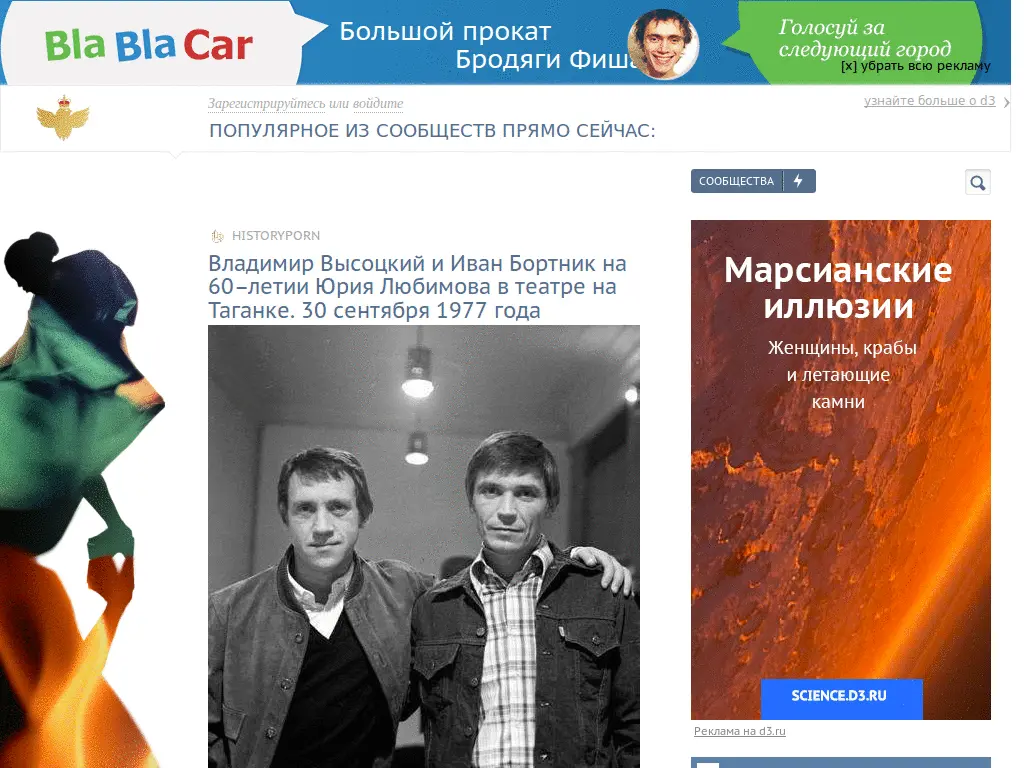 Bla Bla Car
Большой прокат
Бродяги Фиша
Голосуй за
следующий город
[x] убрать всю рекламу
Зарегистрируйтесь или войдите
узнайте больше о d3
ПОПУЛЯРНОЕ ИЗ СООБЩЕСТВ ПРЯМО СЕЙЧАС:
СООБЩЕСТВА
HISTORYPORN
Владимир Высоцкий и Иван Бортник на
60–летии Юрия Любимова в театре на
Таганке. 30 сентября 1977 года
Марсианские
иллюзии
Женщины, крабы
и летающие
камни
SCIENCE.D3.RU
Реклама на d3.ru